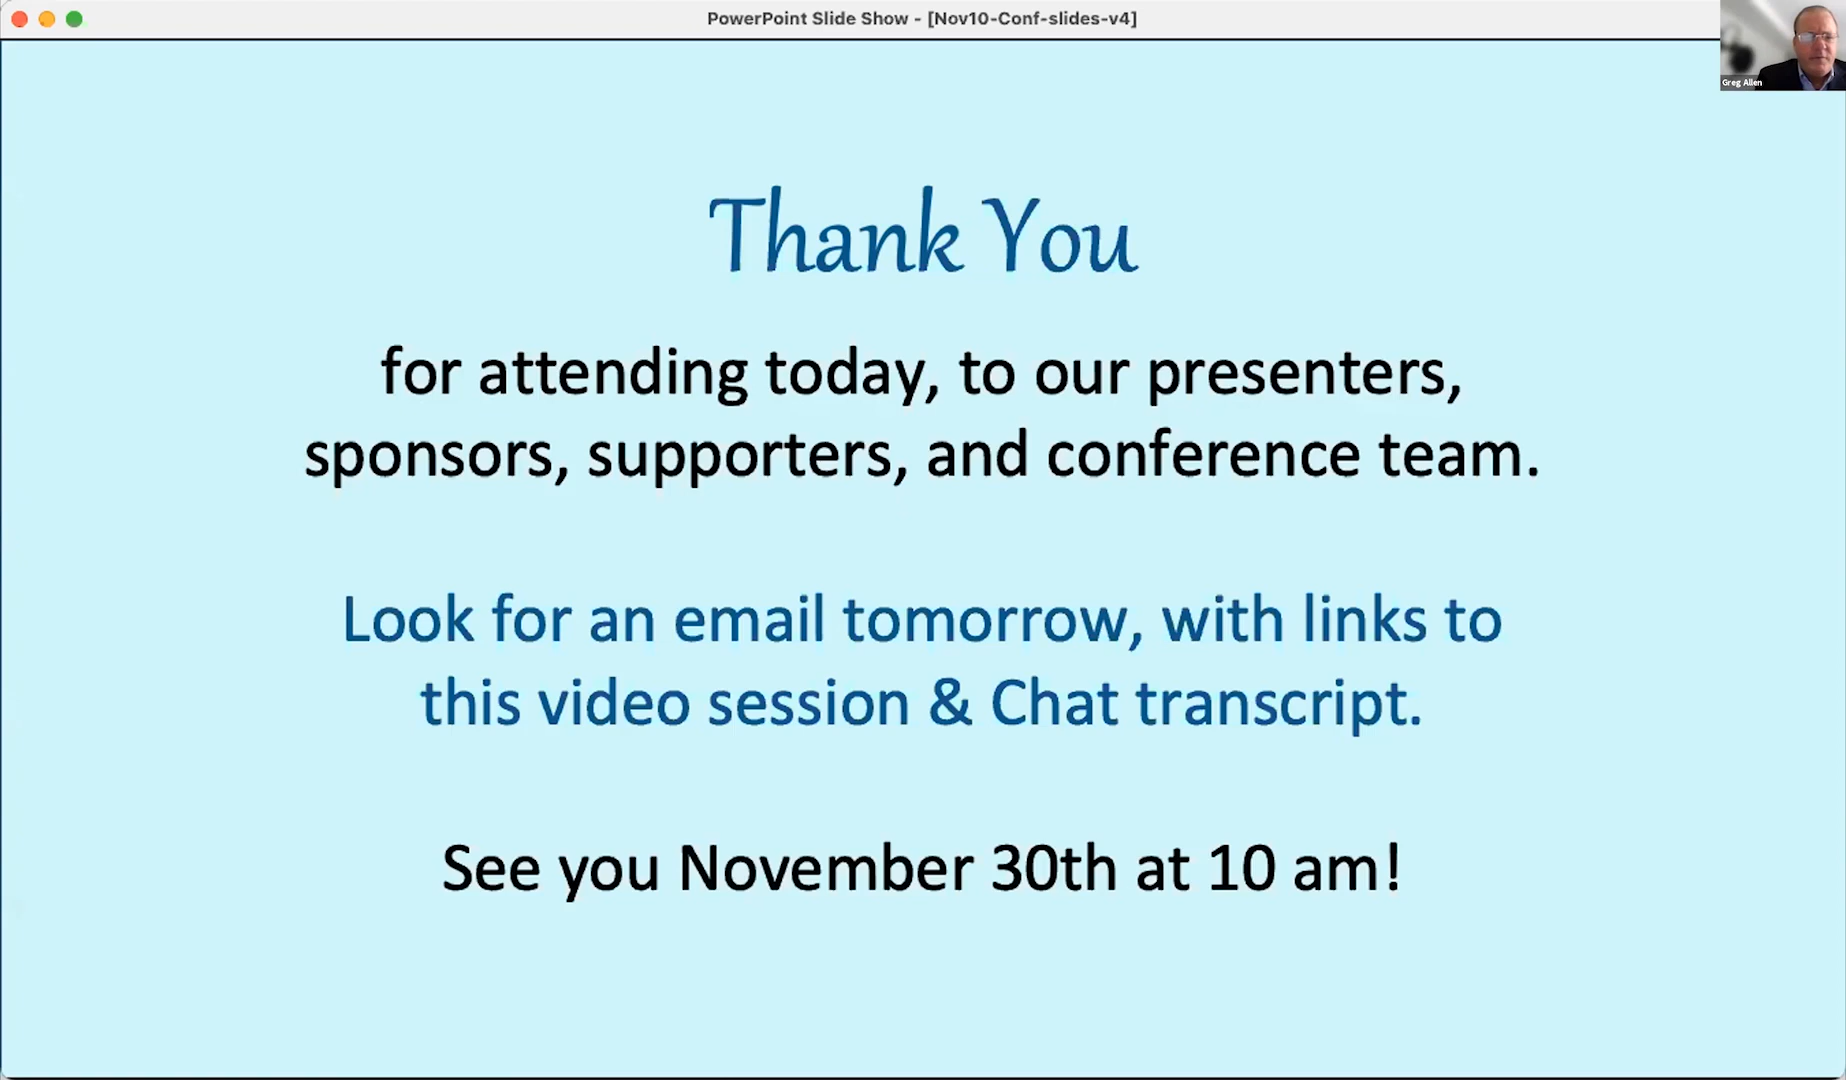 PowerPoint Slide Show - [Nov10-Conf-slides-v4]
Greg Allen
Thank You
for attending today, to our presenters,
sponsors, supporters, and conference team.
Look for an email tomorrow, with links to
this video session & Chat transcript.
See you November 30th at 10 am!